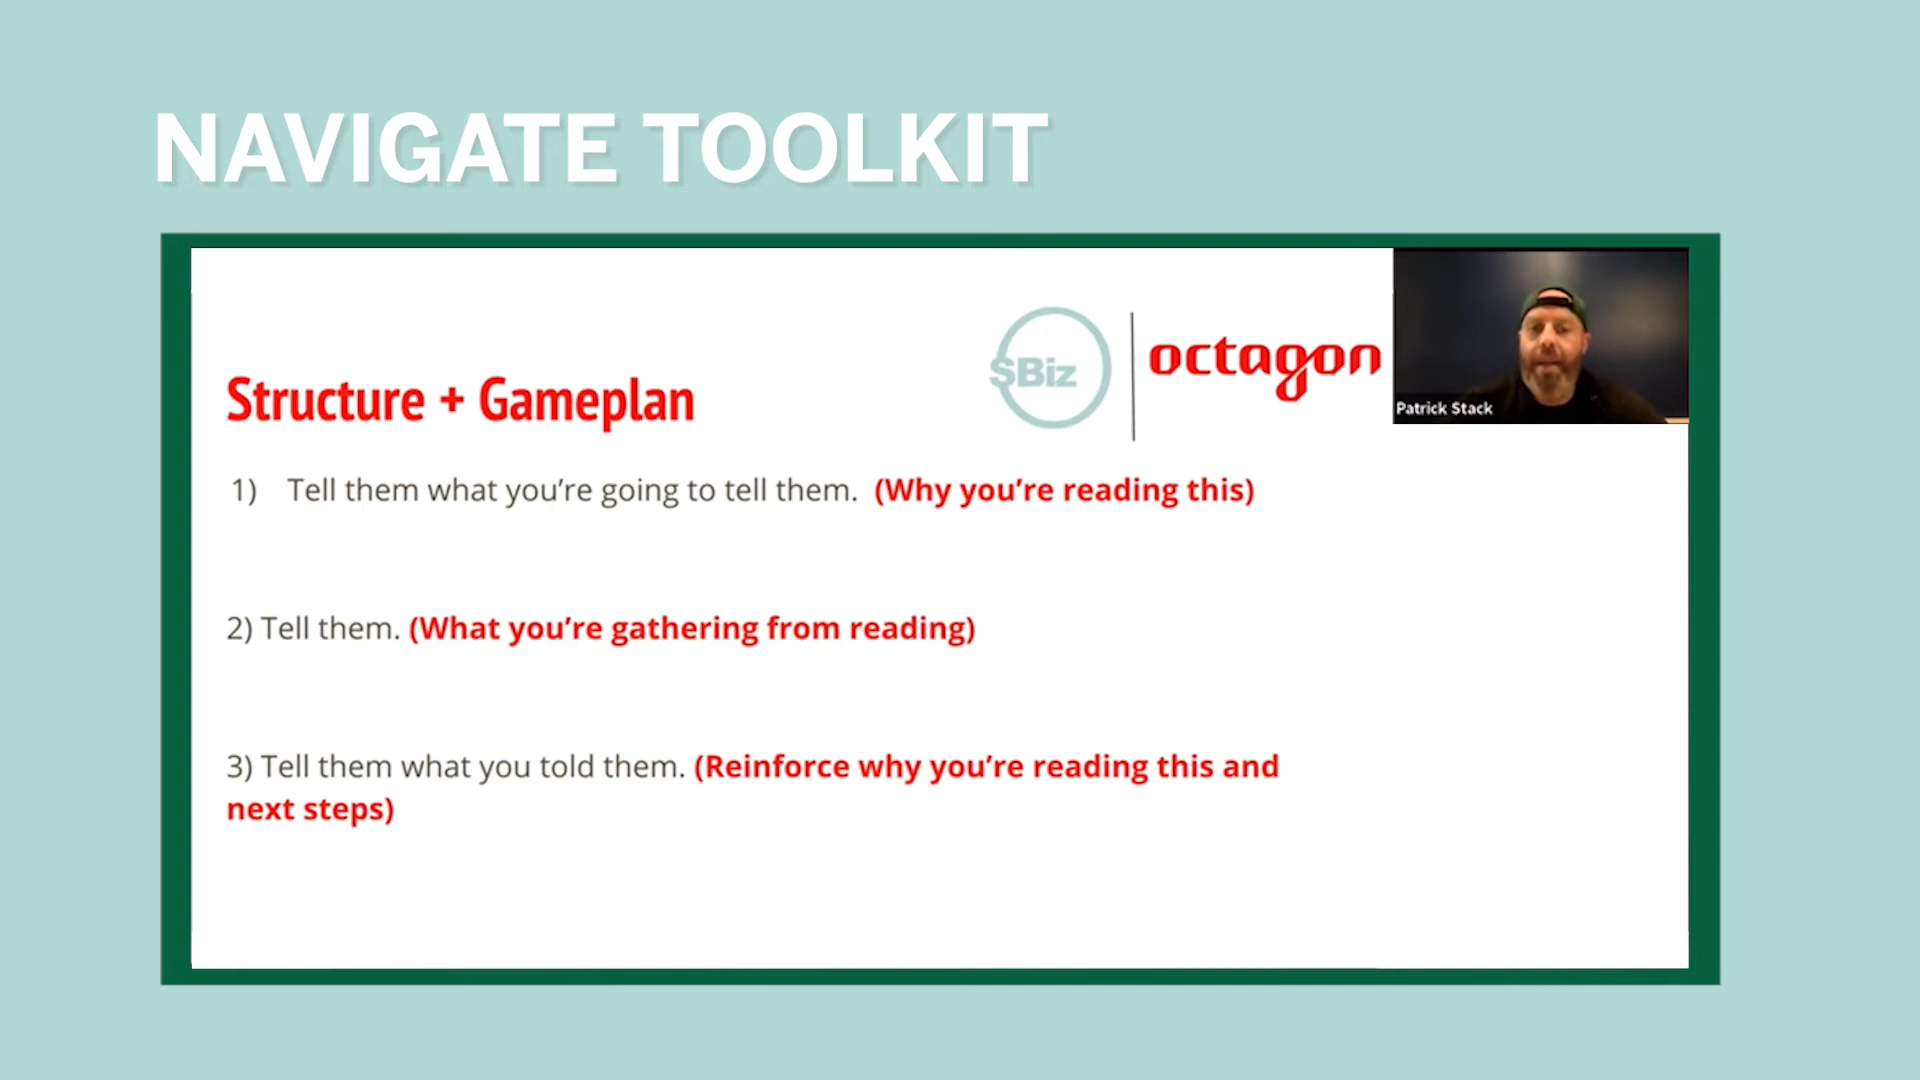 NAVIGATE TOOLKIT
$Biz
octagon
Patrick Stack
Structure + Gameplan
1) Tell them what you’re going to tell them. (Why you’re reading this)
2) Tell them. (What you’re gathering from reading)
3) Tell them what you told them. (Reinforce why you’re reading this and
next steps)